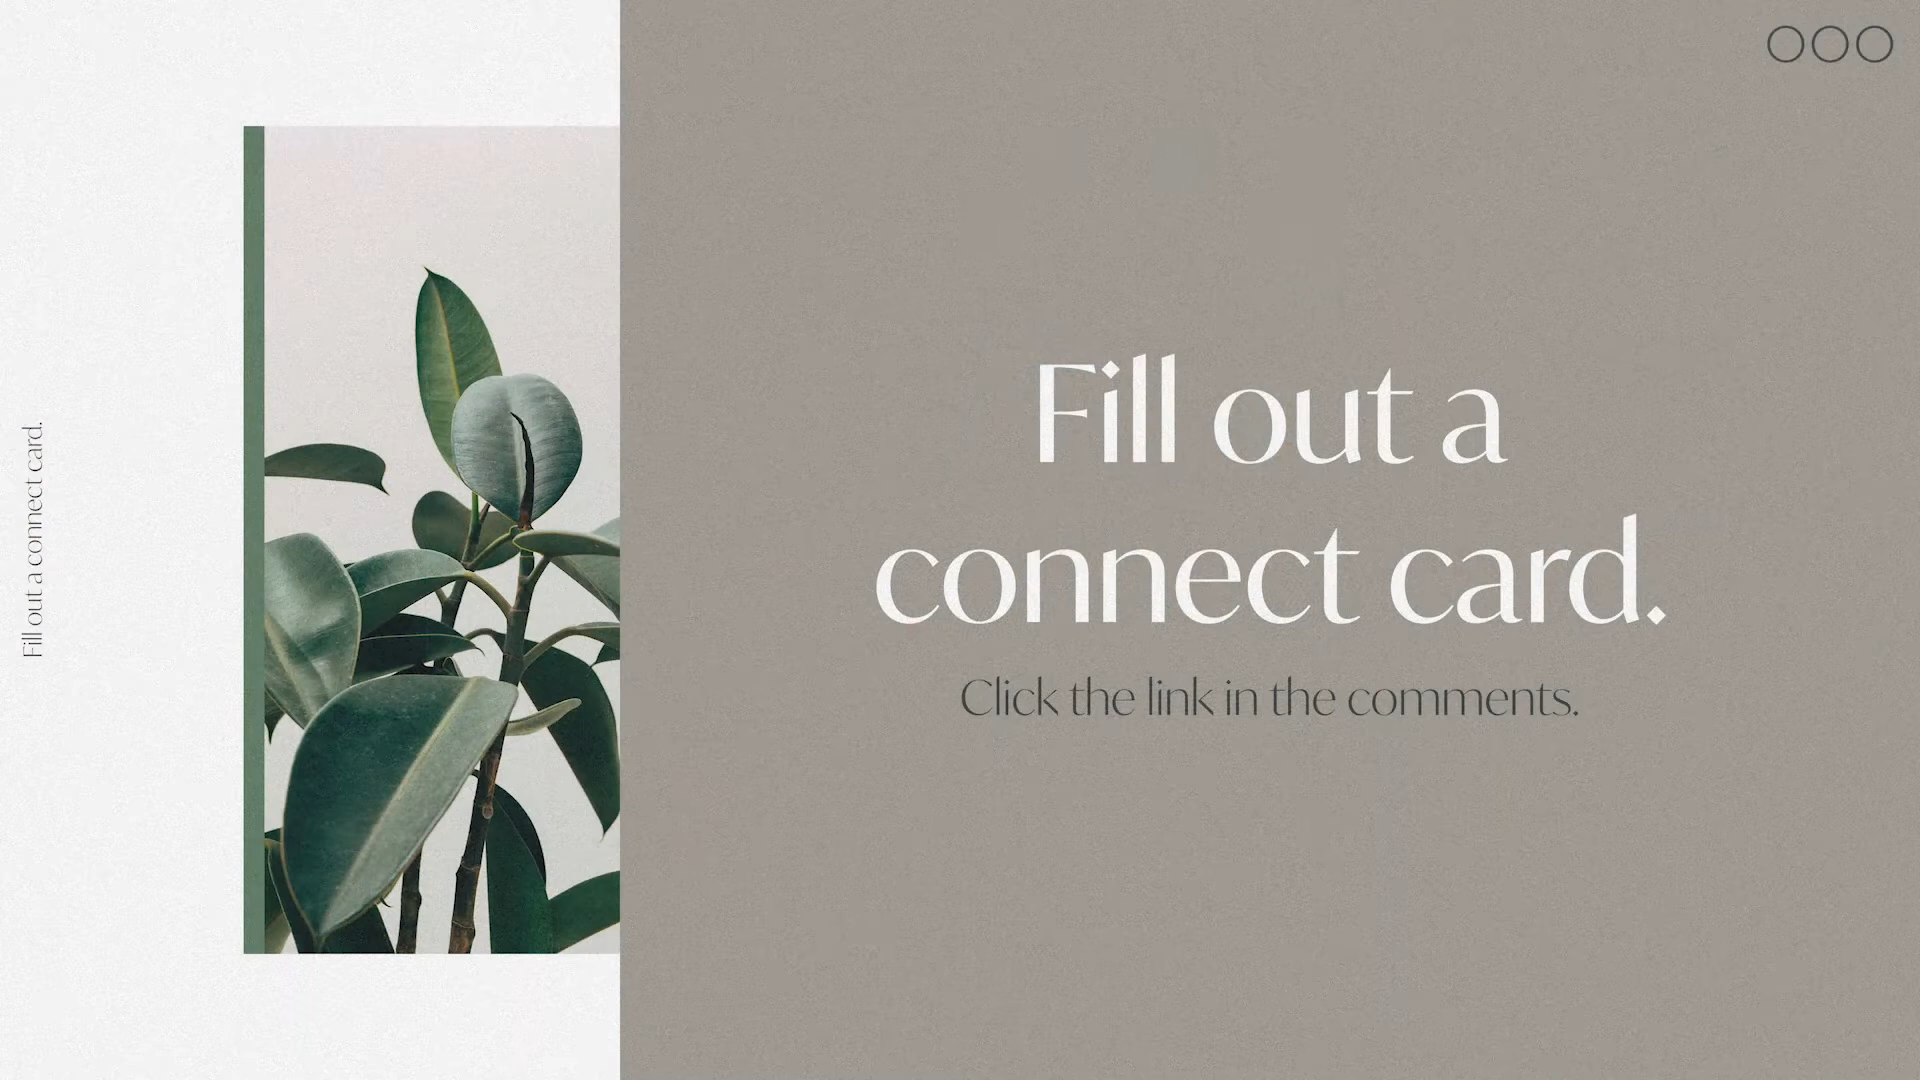 Fill out a connect card.
Fill out a
connect card.
Click the link in the comments.